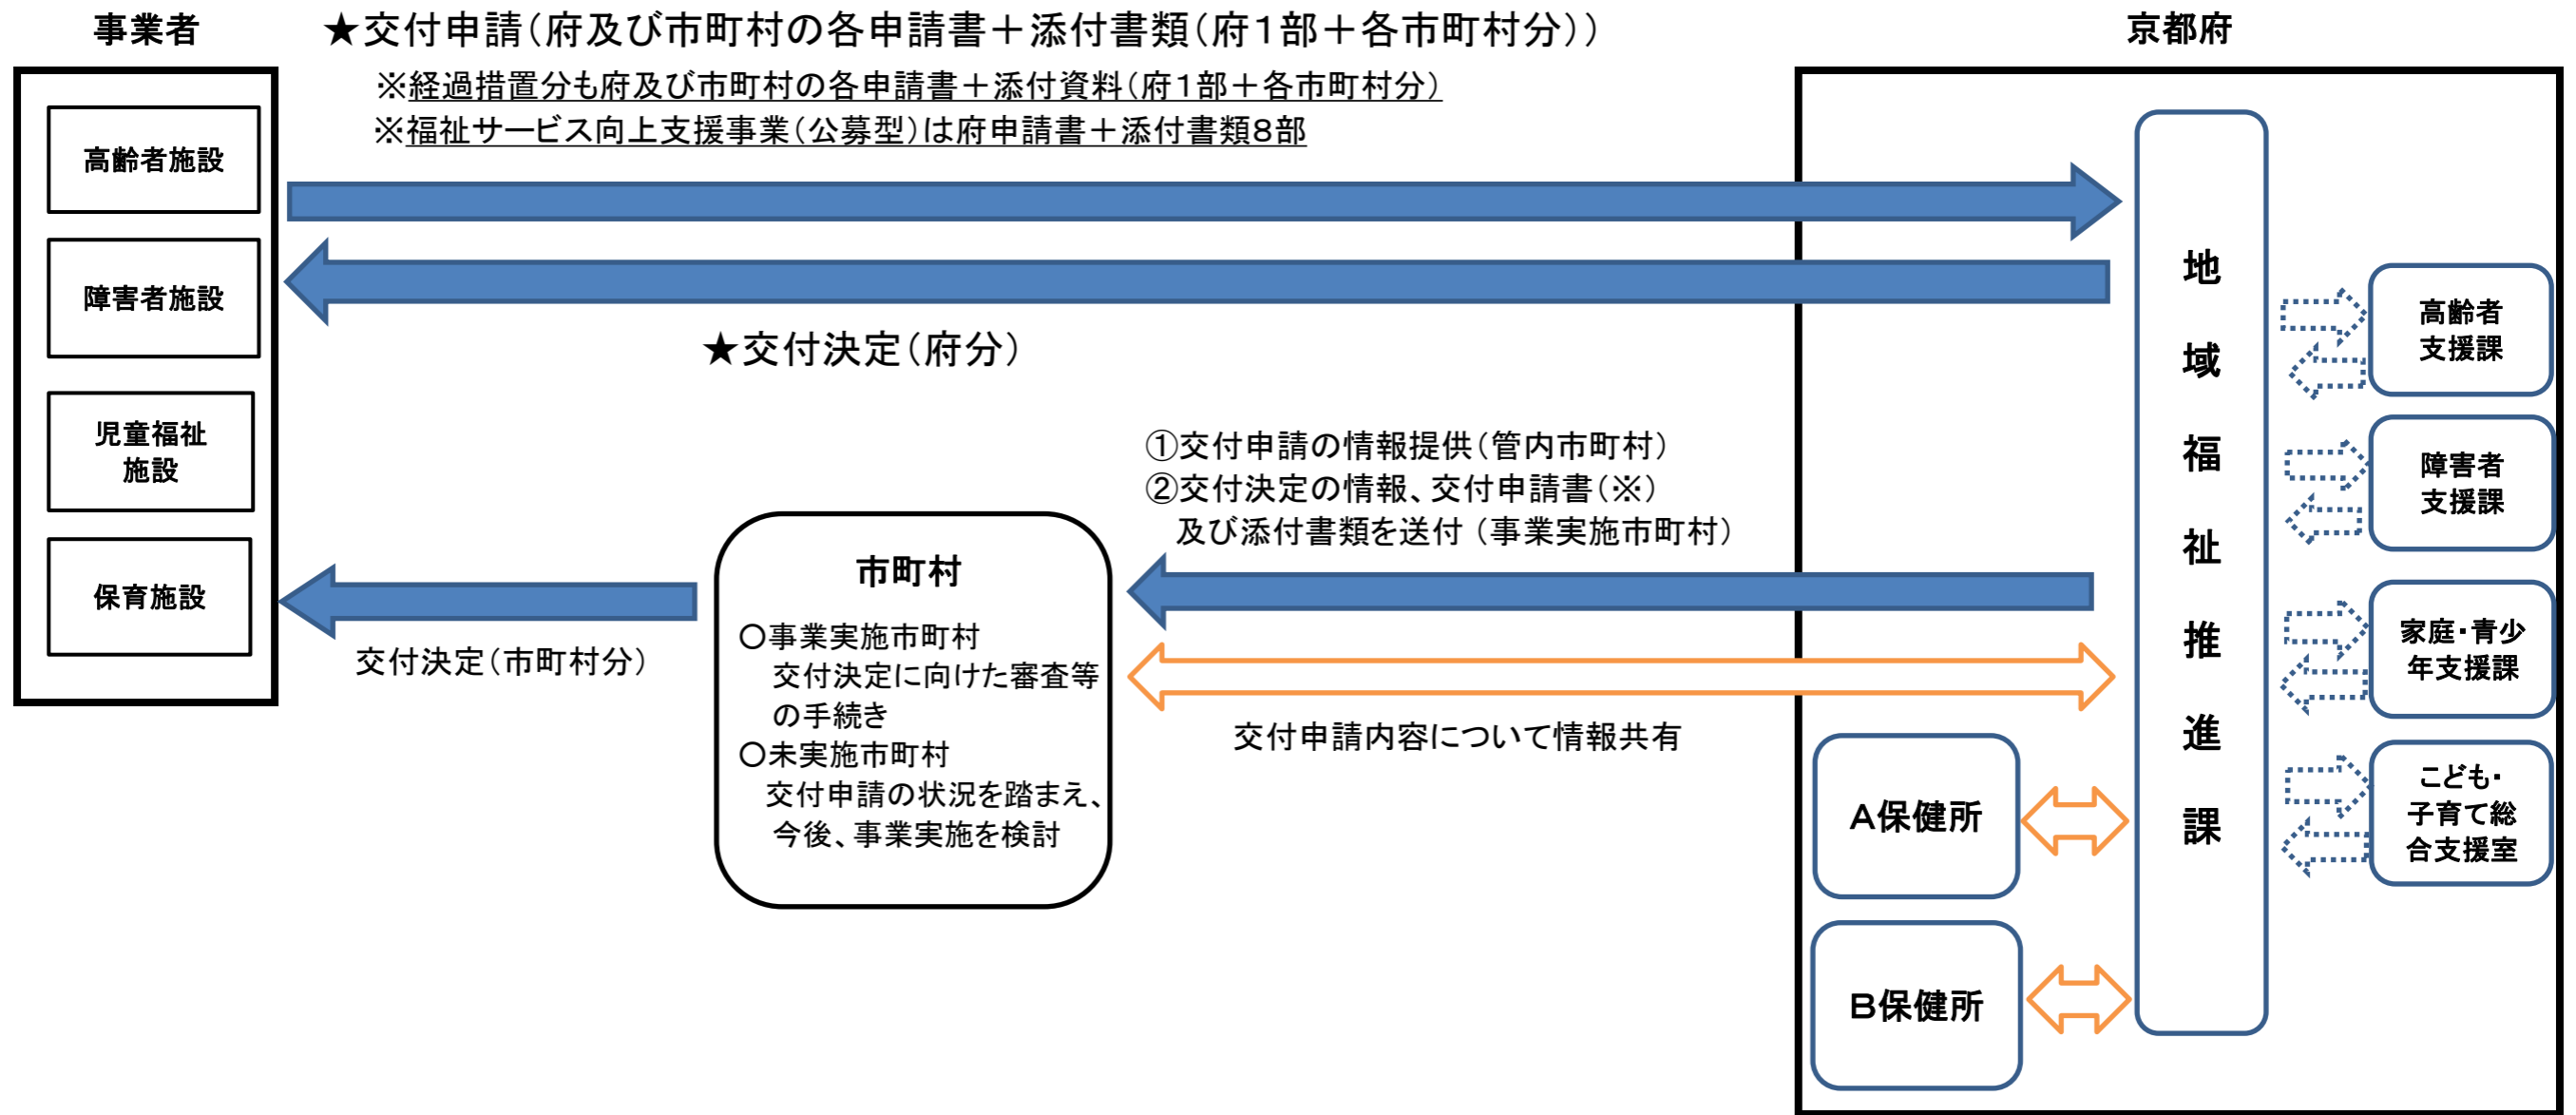 事業者
★交付申請(府及び市町村の各申請書+添付書類(府1部+各市町村分))
京都府
※経過措置分も府及び市町村の各申請書+添付資料(府1部+各市町村分)
※福祉サービス向上支援事業(公募型)は府申請書+添付書類8部
高齢者施設
障害者施設
児童福祉
施設
保育施設
★交付決定(府分)
①交付申請の情報提供(管内市町村)
②交付決定の情報、交付申請書(※)
及び添付書類を送付 (事業実施市町村)
交付決定(市町村分)
市町村
○事業実施市町村
交付決定に向けた審査等
の手続き
○未実施市町村
交付申請の状況を踏まえ、
今後、事業実施を検討
交付申請内容について情報共有
A保健所
B保健所
地域福祉推進課
高齢者
支援課
障害者
支援課
家庭・青少
年支援課
こども・
子育て総
合支援室